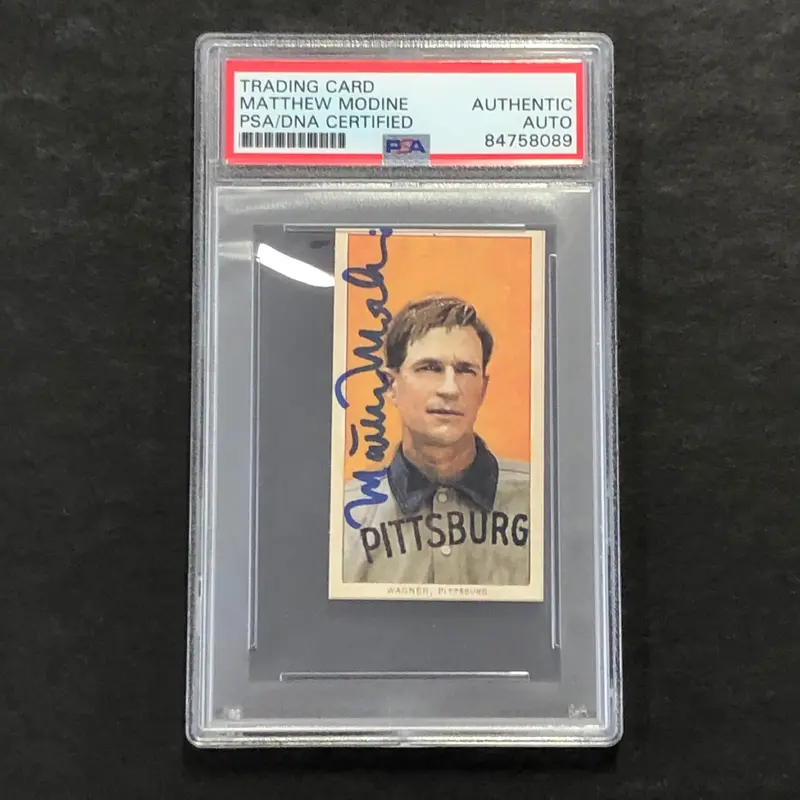 TRADING CARD
MATTHEW MODINE
PSA/DNA CERTIFIED
AUTHENTIC
AUTO
84758089
PSA
PITTSBURG
WAGNER, PITTSBURG